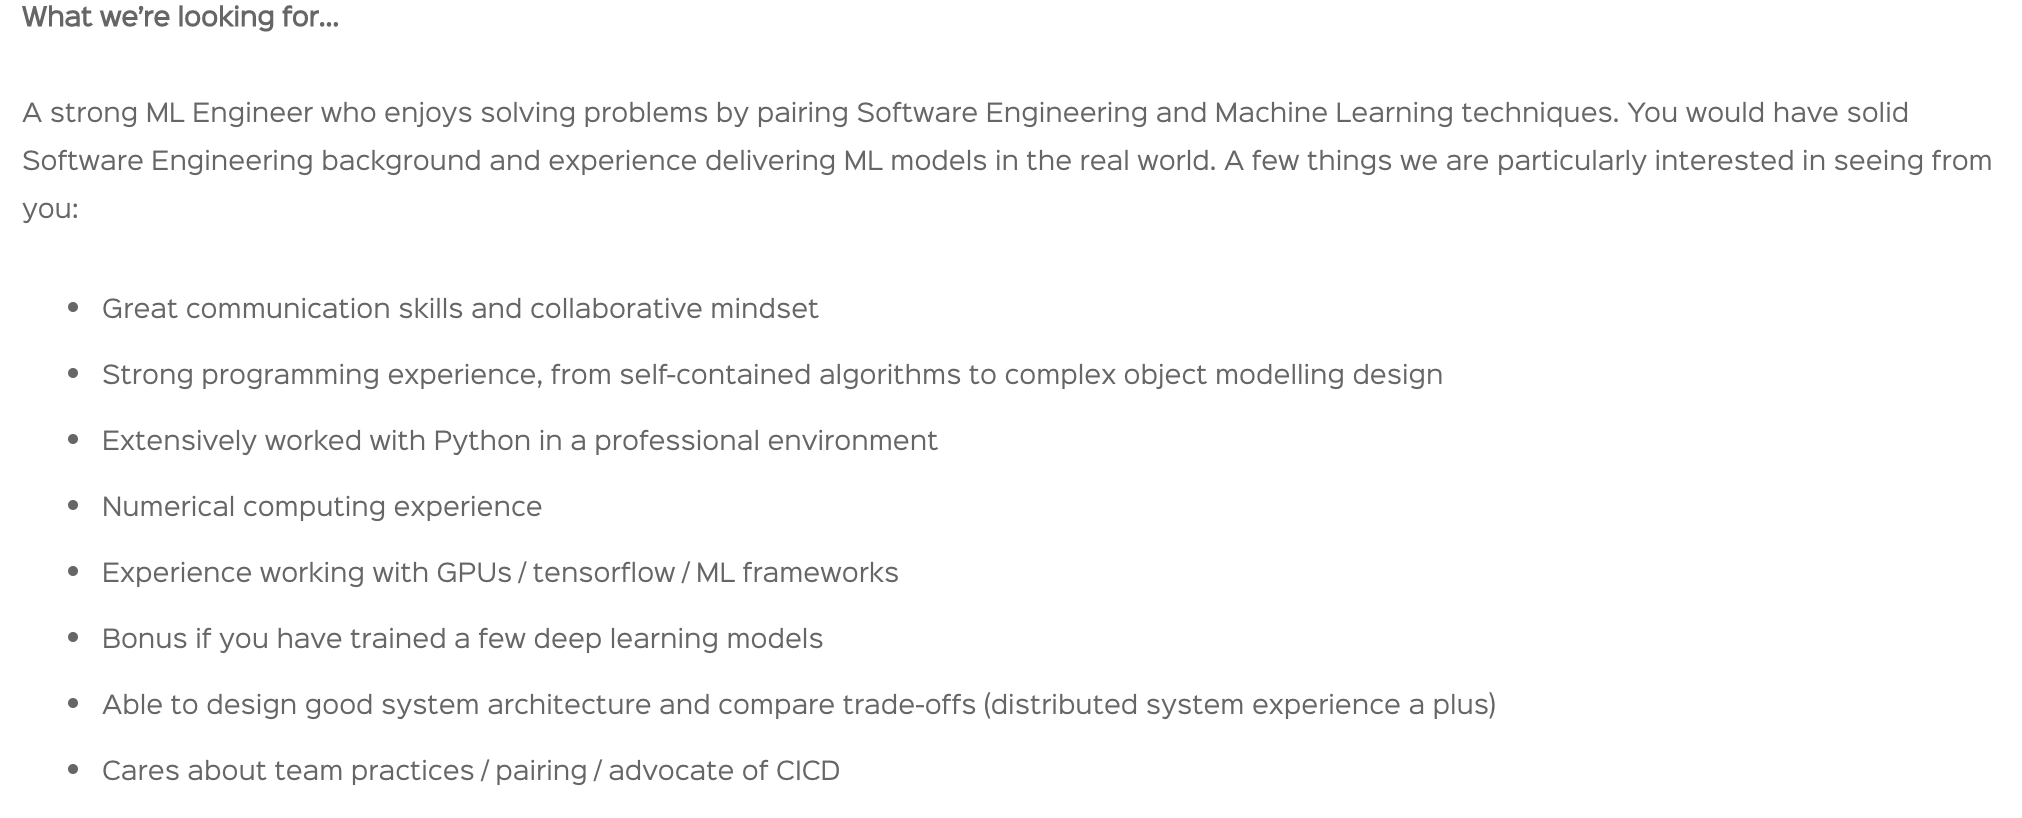 What we're looking for...
A strong ML Engineer who enjoys solving problems by pairing Software Engineering and Machine Learning techniques. You would have solid
Software Engineering background and experience delivering ML models in the real world. A few things we are particularly interested in seeing from
you:
• Great communication skills and collaborative mindset
• Strong programming experience, from self-contained algorithms to complex object modelling design
• Extensively worked with Python in a professional environment
• Numerical computing experience
• Experience working with GPUs / tensorflow / ML frameworks
• Bonus if you have trained a few deep learning models
• Able to design good system architecture and compare trade-offs (distributed system experience a plus)
• Cares about team practices / pairing / advocate of CICD